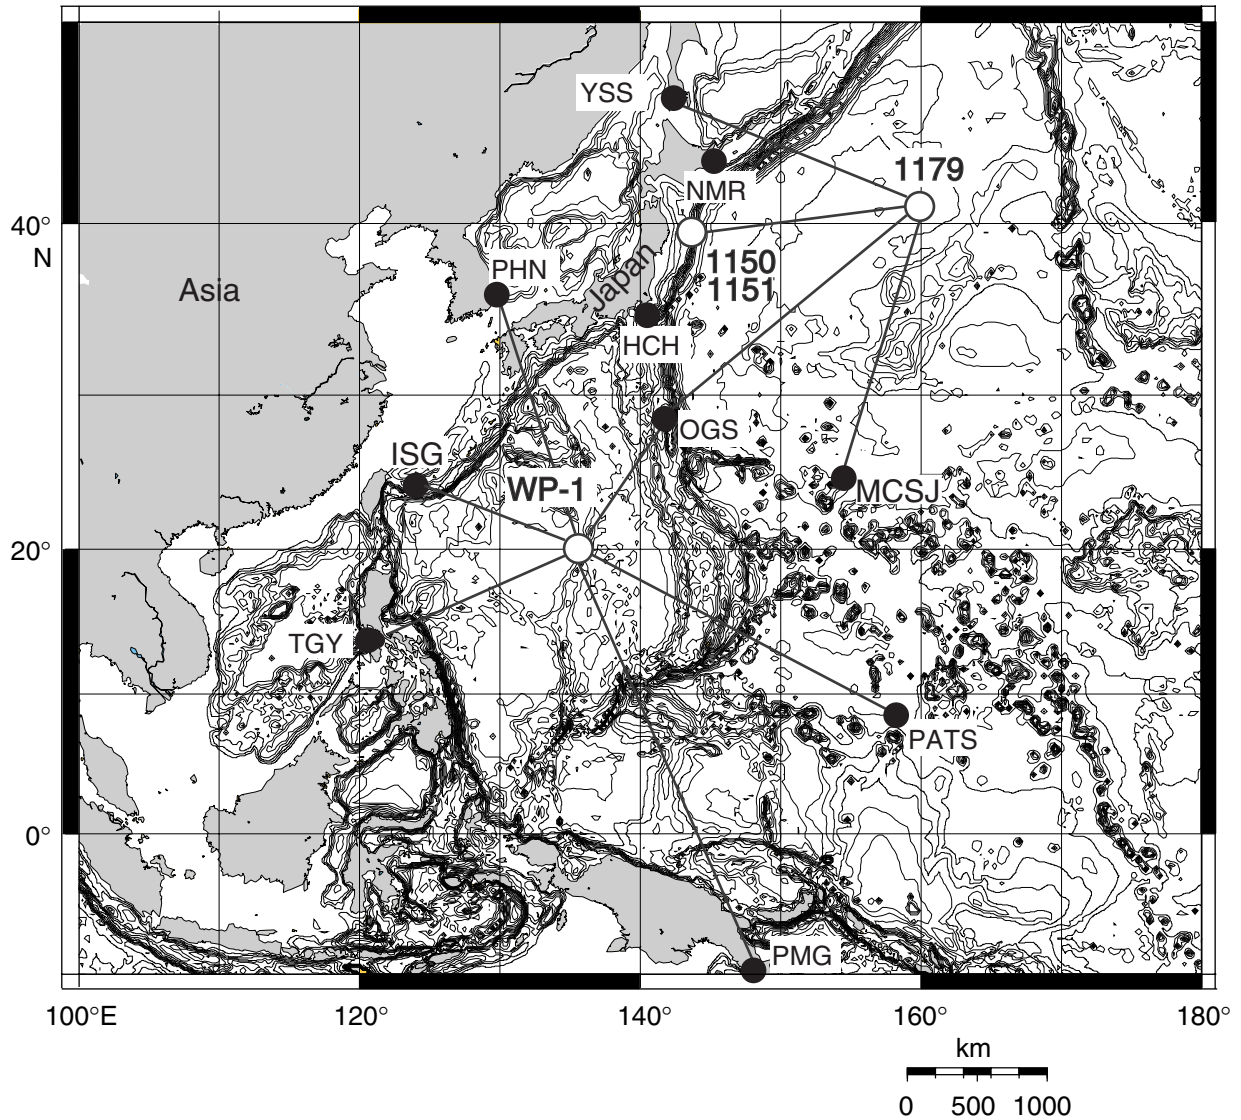 YSS
1179
NMR
40°
N
PHN
1150
1151
Asia
Japan
HCH
OGS
ISG
WP-1
MCSJ
20°
TGY
PATS
0°
PMG
100°E
120°
140°
160°
180°
km
0
500
1000